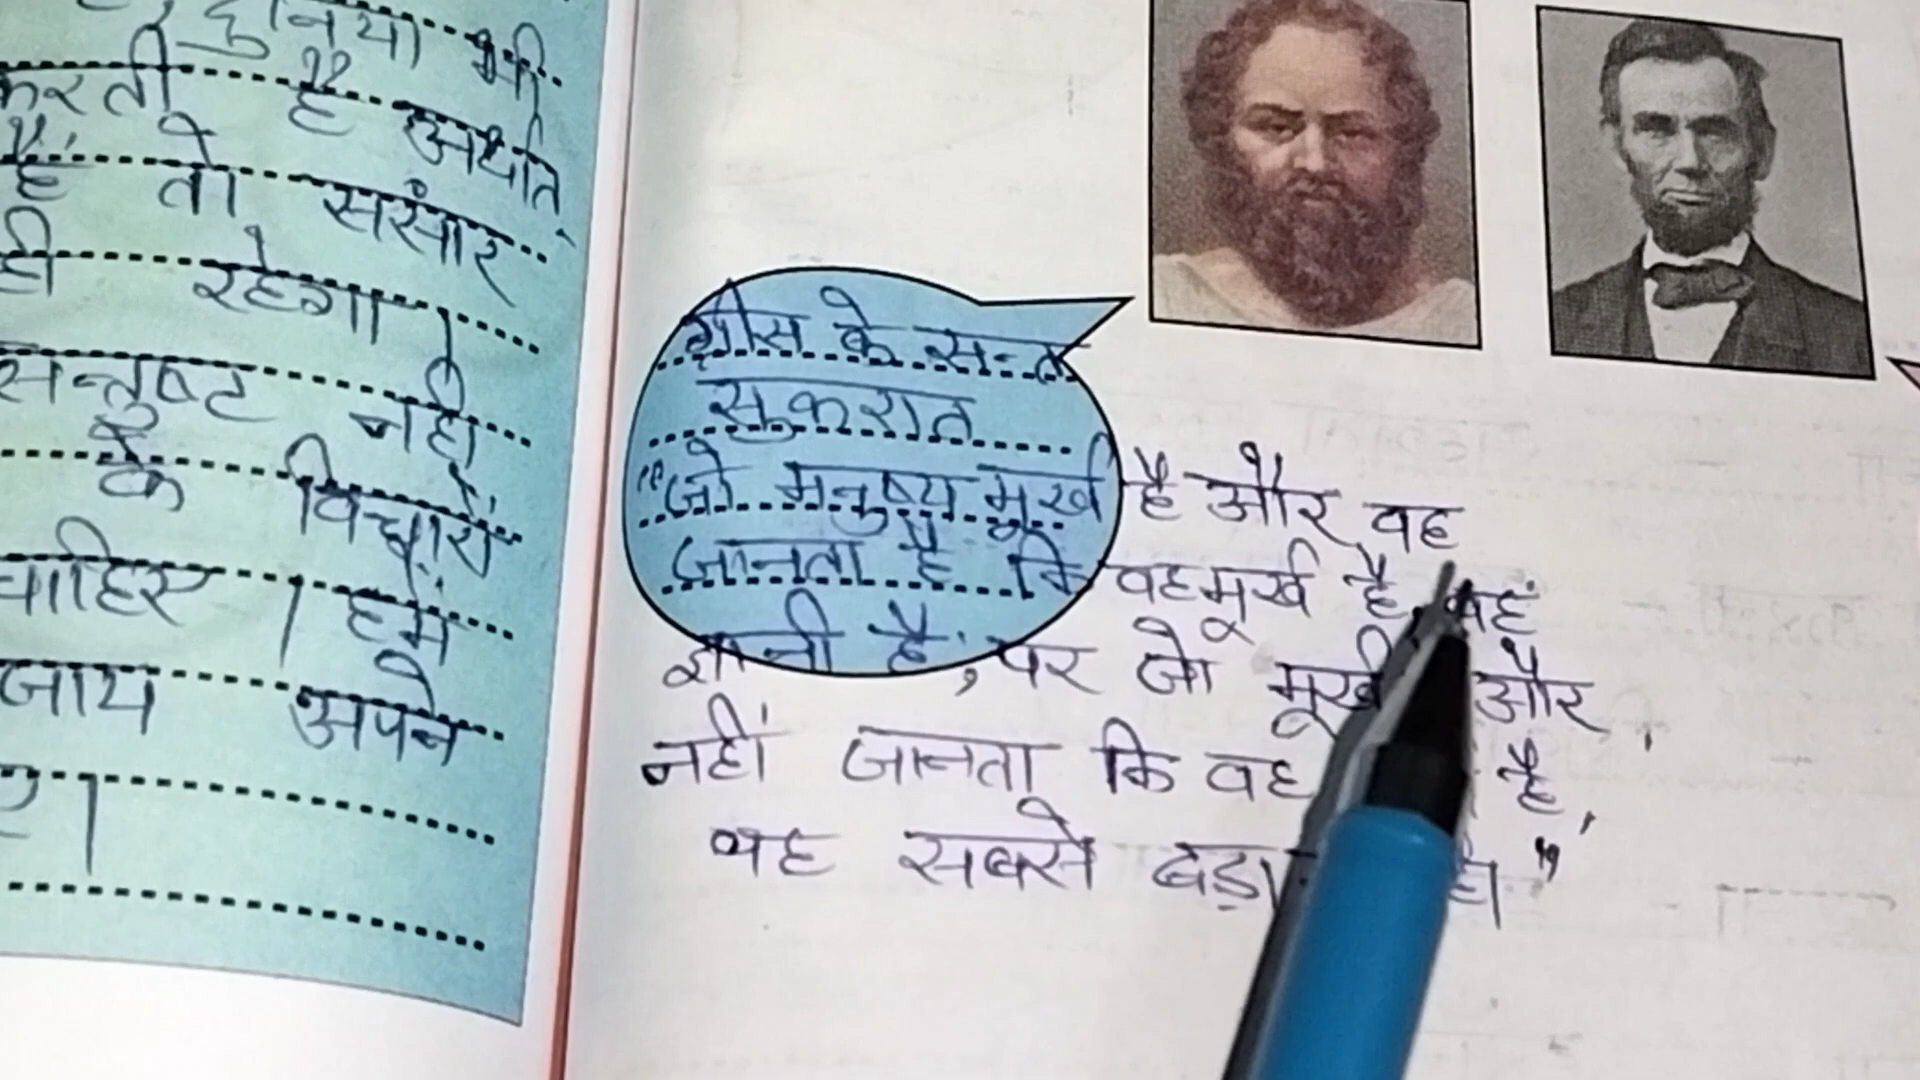 दुनिया भी
करती है अर्थात्
है तो संसार
ही रहेगा।
सन्तुष्ट नही
के विचारों
चाहिए। हमें
जाय अपने
ग्रीस के सन्त
सुकरात
"जो मनुष्य मूर्ख है और वह
जानता है कि वह मूर्ख है, वह
ज्ञानी है, पर जो मूर्ख और
नहीं जानता कि वह है,
वह सबसे बड़ा